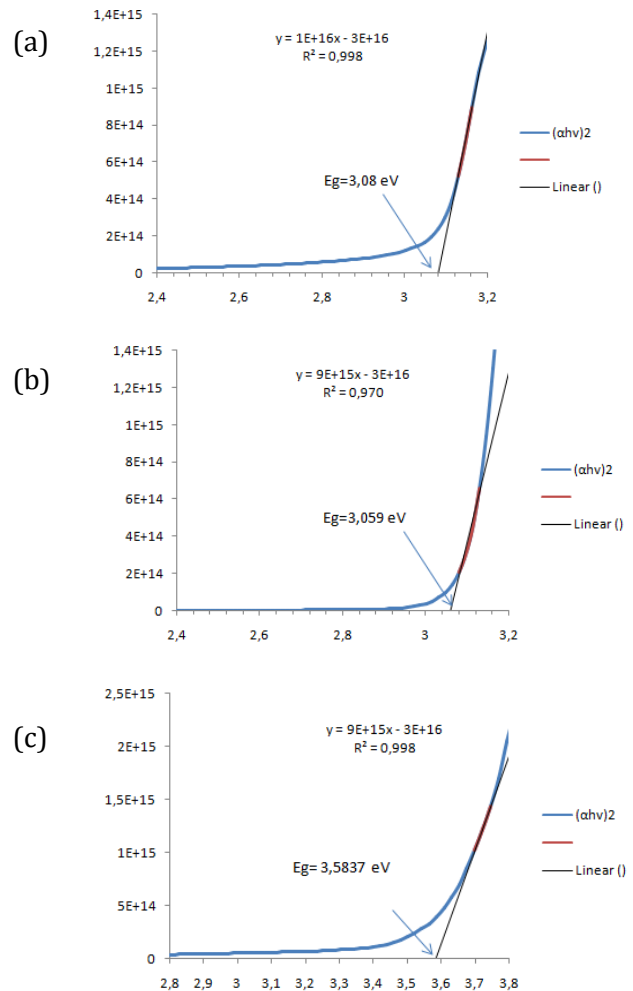 (a)
y = 1E+16x - 3E+16
R² = 0,998
1,4E+15
1,2E+15
1E+15
8E+14
6E+14
4E+14
2E+14
0
Eg=3,08 eV
(αhν)2
Linear ()
2,4 2,6 2,8 3 3,2
(b)
y = 9E+15x - 3E+16
R² = 0,970
1,4E+15
1,2E+15
1E+15
8E+14
6E+14
4E+14
2E+14
0
Eg=3,059 eV
(αhν)2
Linear ()
2,4 2,6 2,8 3 3,2
(c)
y = 9E+15x - 3E+16
R² = 0,998
2,5E+15
2E+15
1,5E+15
1E+15
5E+14
0
Eg= 3,5837 eV
(αhν)2
Linear ()
2,8 2,9 3 3,1 3,2 3,3 3,4 3,5 3,6 3,7 3,8